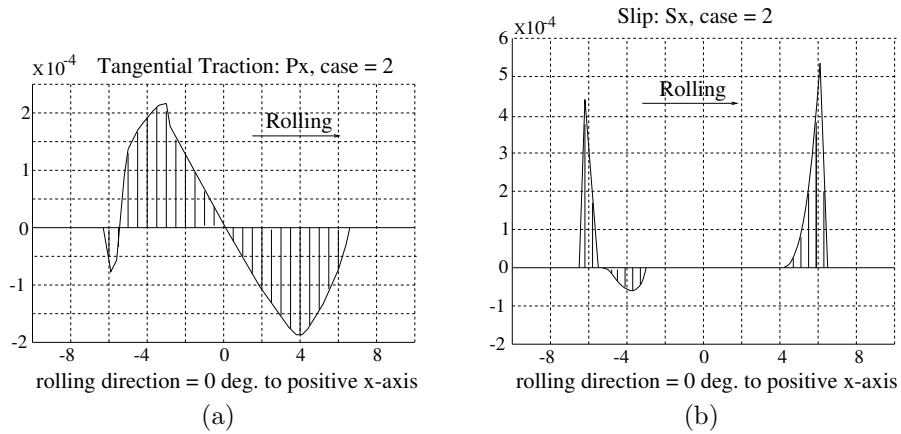 x10⁻⁴ Tangential Traction: Px, case = 2
2
1
0
-1
-2
Rolling
-8 -4 0 4 8
rolling direction = 0 deg. to positive x-axis
(a)
Slip: Sx, case = 2
x10⁻⁴
6
5
4
3
2
1
0
-1
-2
Rolling
-8 -4 0 4 8
rolling direction = 0 deg. to positive x-axis
(b)